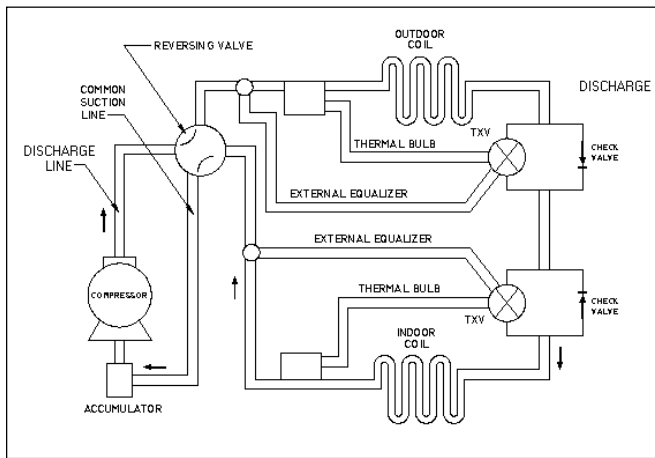 REVERSING VALVE
OUTDOOR
COIL
DISCHARGE
COMMON
SUCTION
LINE
DISCHARGE
LINE
TXV
THERMAL BULB
CHECK
VALVE
EXTERNAL EQUALIZER
EXTERNAL EQUALIZER
THERMAL BULB
COMPRESSOR
TXV
CHECK
VALVE
INDOOR
COIL
ACCUMULATOR